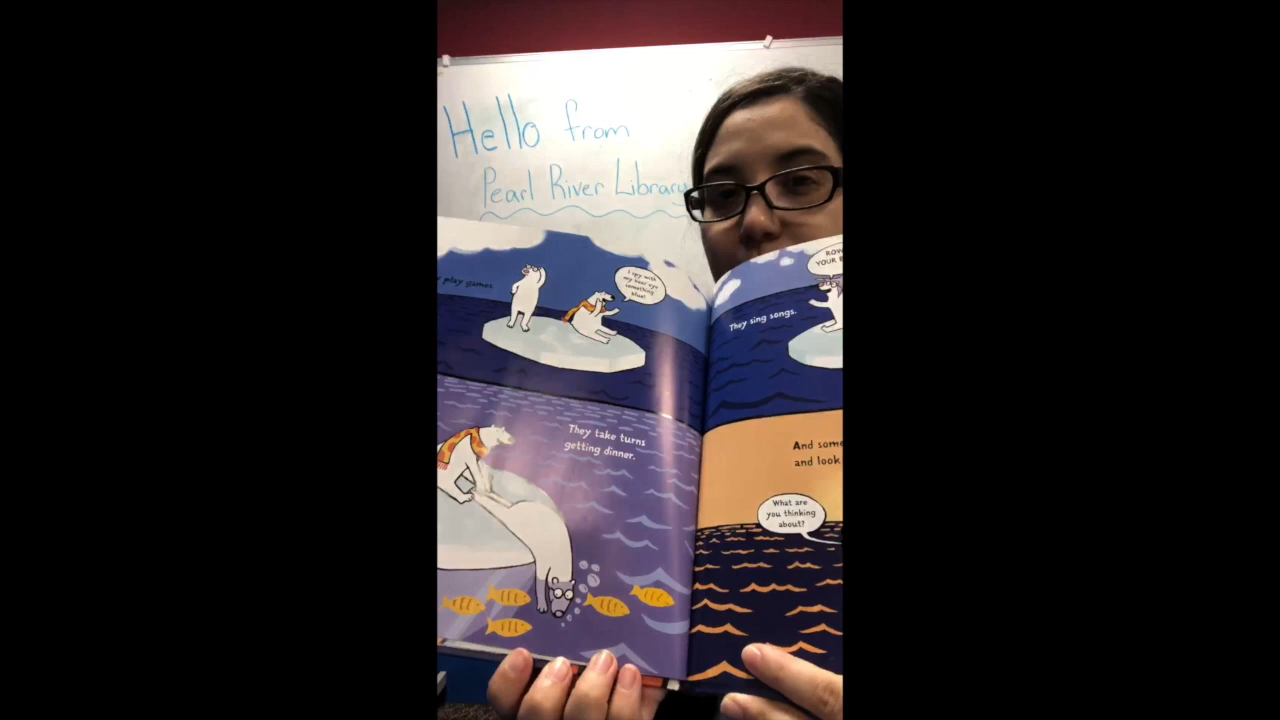 Hello from
Pearl River Library
play games.
I spy with
my bear eye
something
blue!
They take turns
getting dinner.
ROW
YOUR B
They sing songs.
And some
and look
What are
you thinking
about?